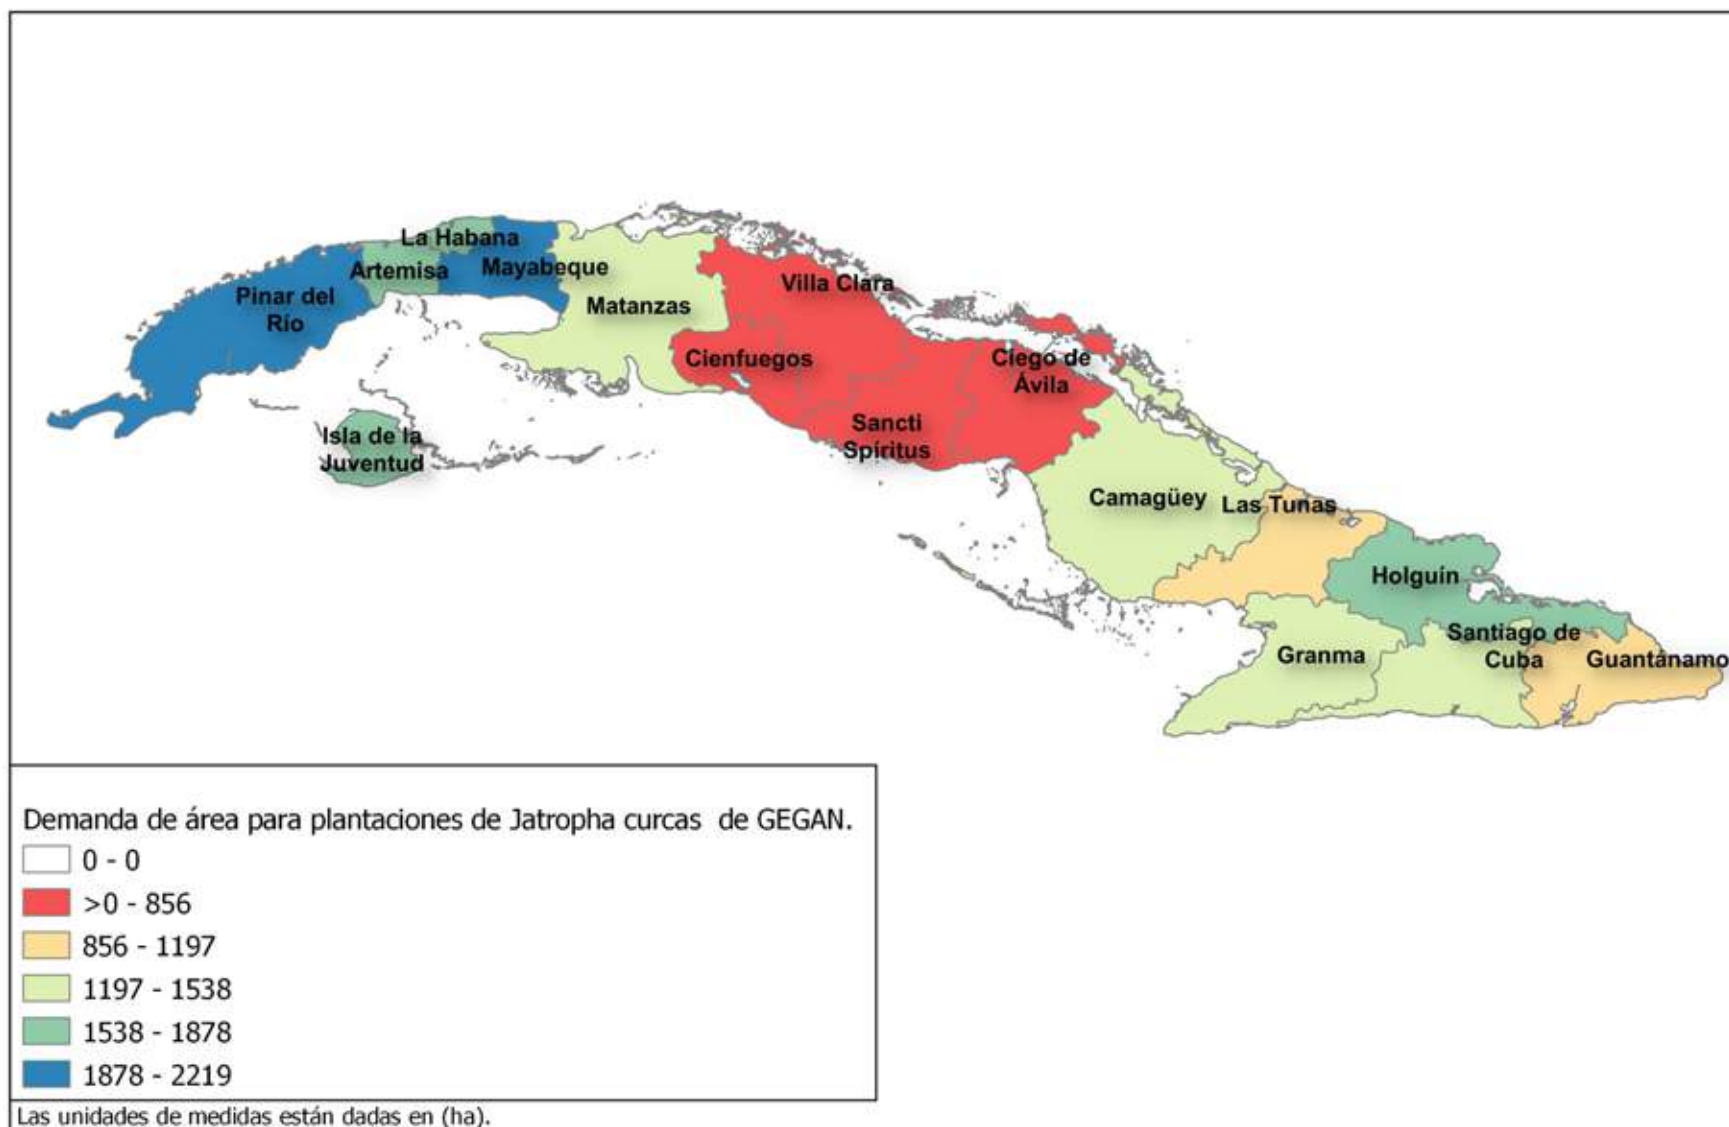 La Habana
Artemisa
Mayabeque
Pinar del
Río
Matanzas
Villa Clara
Cienfuegos
Ciego de
Ávila
Sancti
Spíritus
Isla de la
Juventud
Camagüey
Las Tunas
Holguín
Santiago de
Cuba
Granma
Guantánamo
Demanda de área para plantaciones de Jatropha curcas de GEGAN.
0 - 0
>0 - 856
856 - 1197
1197 - 1538
1538 - 1878
1878 - 2219
Las unidades de medidas están dadas en (ha).